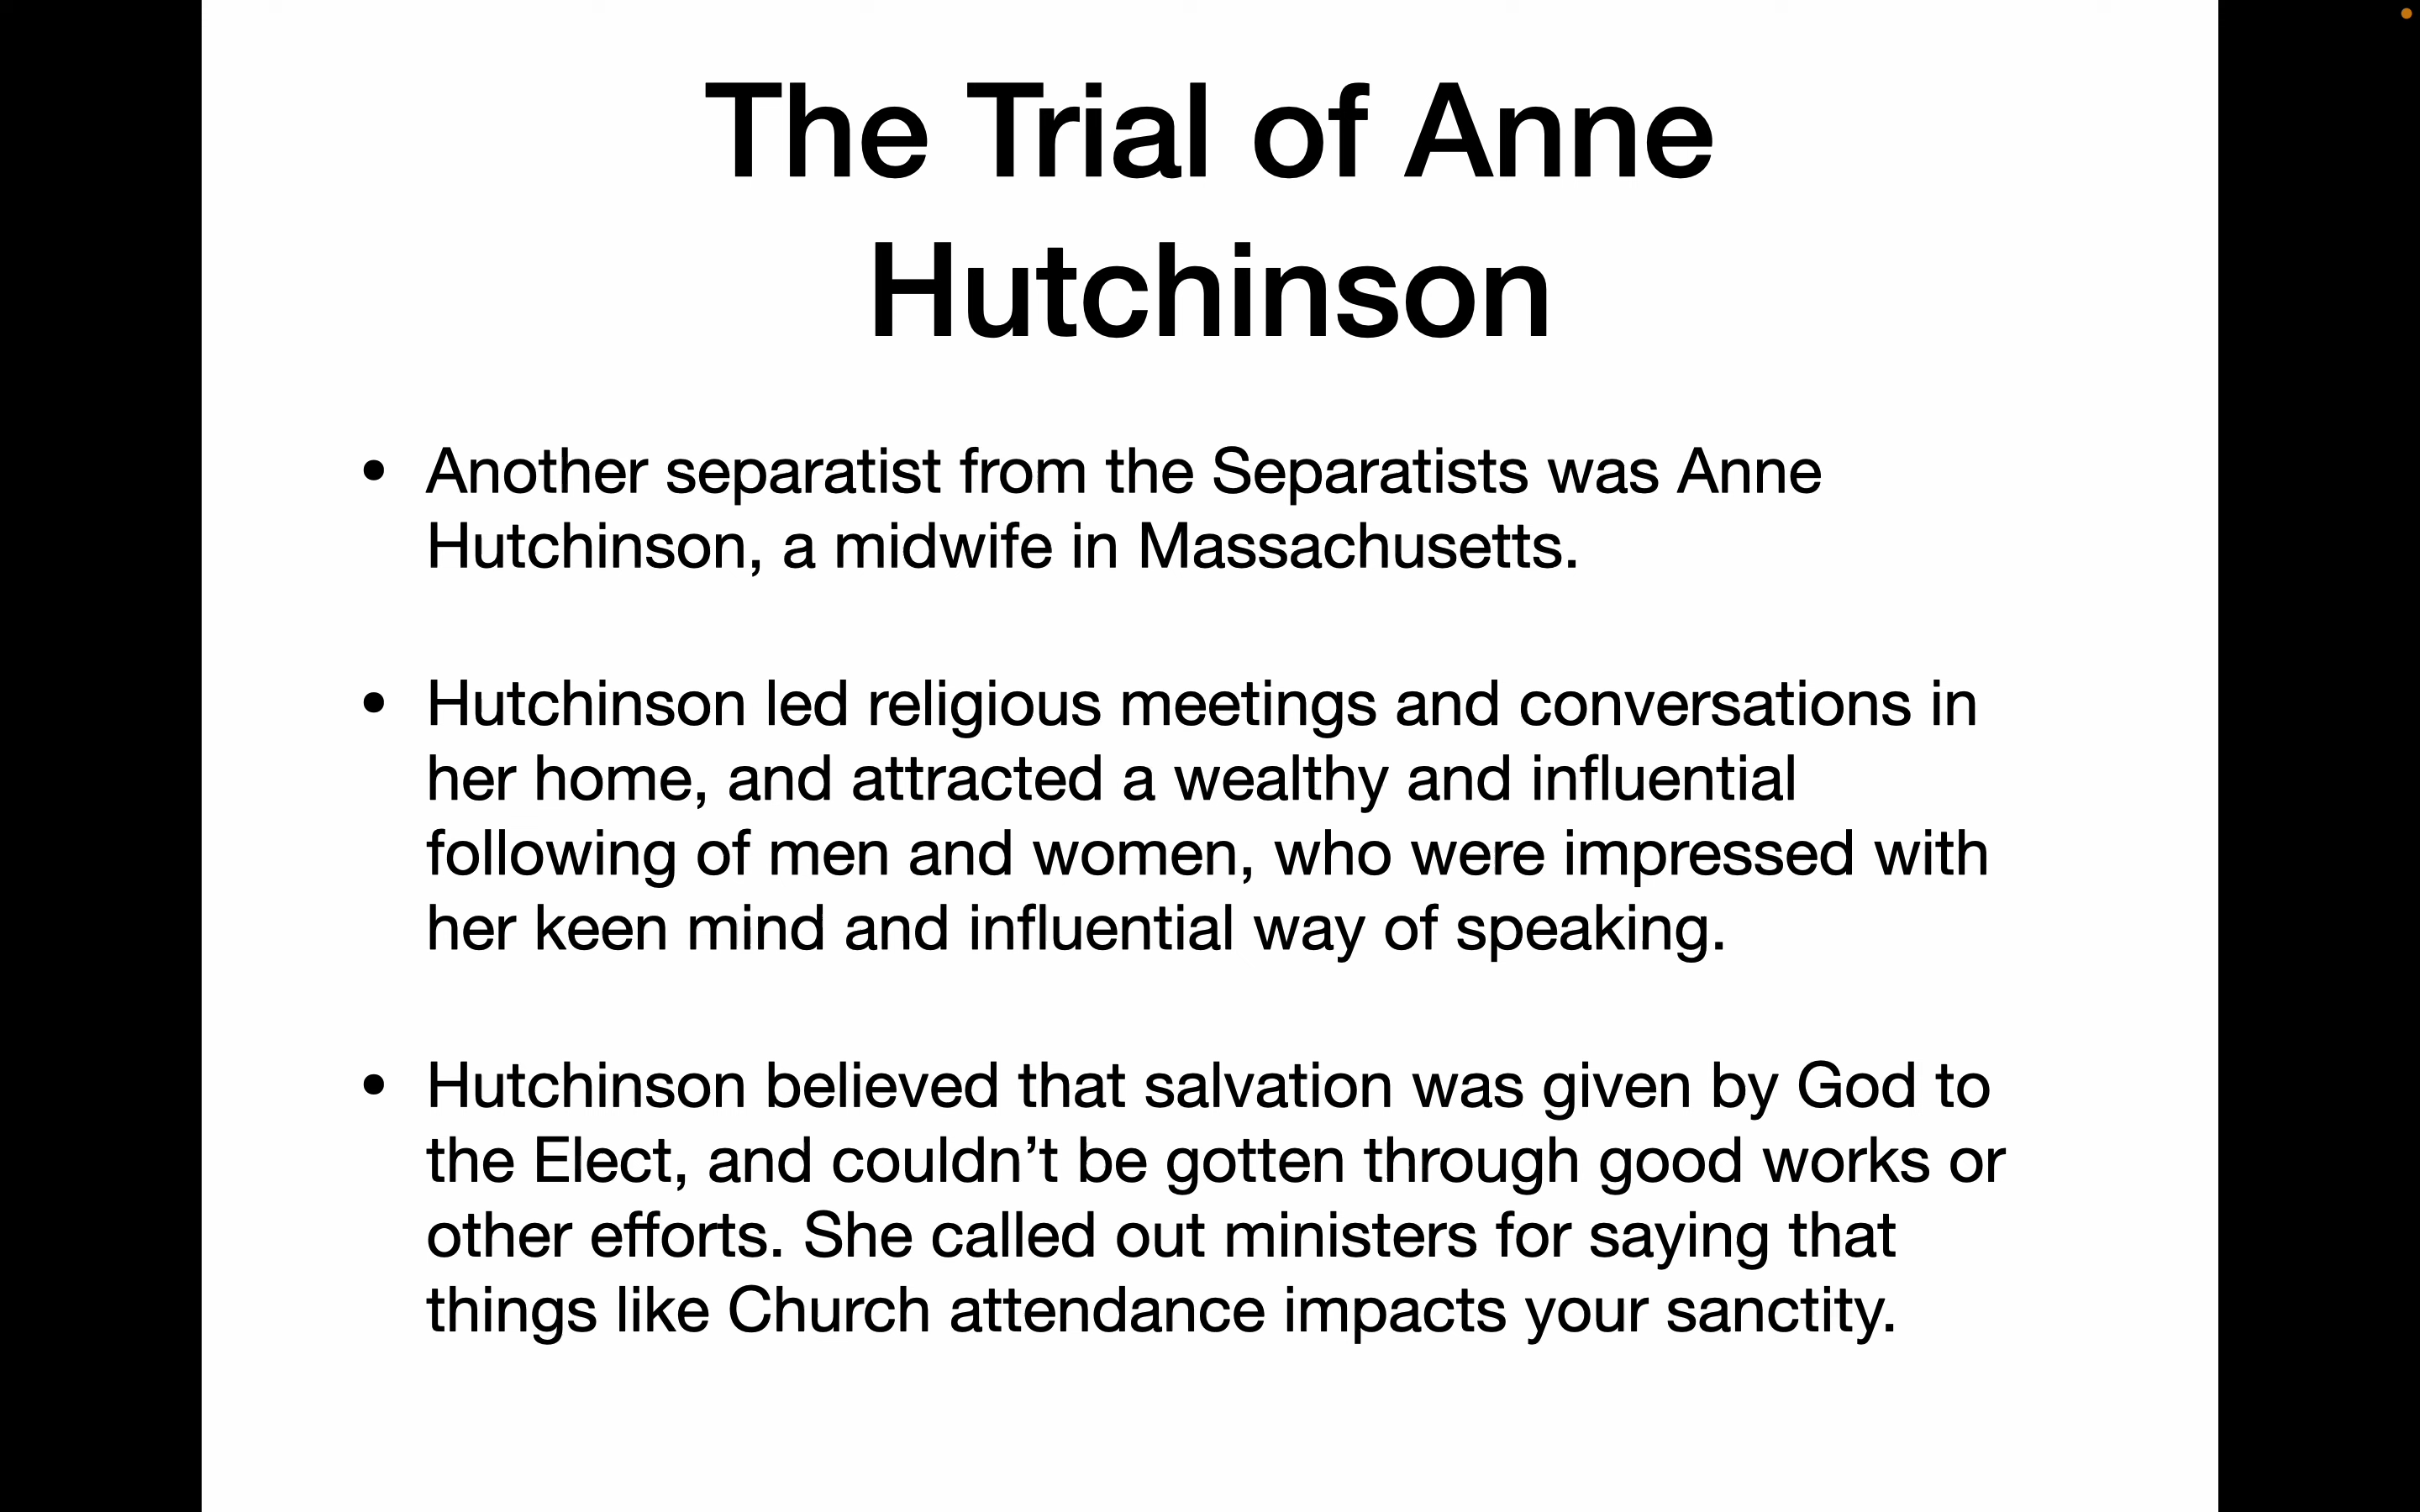 The Trial of Anne
Hutchinson
• Another separatist from the Separatists was Anne
Hutchinson, a midwife in Massachusetts.
• Hutchinson led religious meetings and conversations in
her home, and attracted a wealthy and influential
following of men and women, who were impressed with
her keen mind and influential way of speaking.
• Hutchinson believed that salvation was given by God to
the Elect, and couldn’t be gotten through good works or
other efforts. She called out ministers for saying that
things like Church attendance impacts your sanctity.